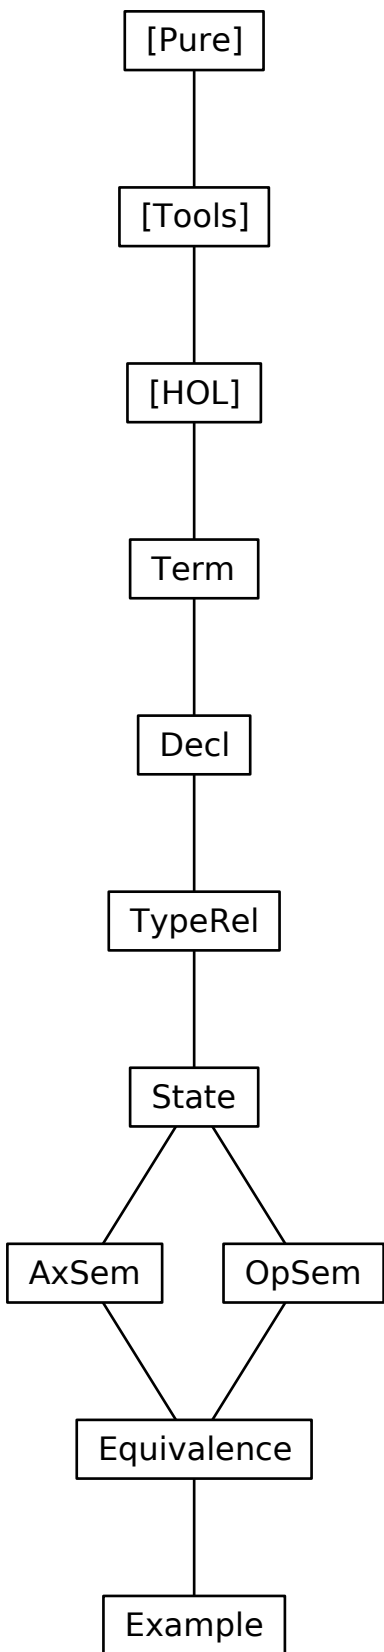 [Pure]
[Tools]
[HOL]
Term
Decl
TypeRel
State
AxSem
OpSem
Equivalence
Example